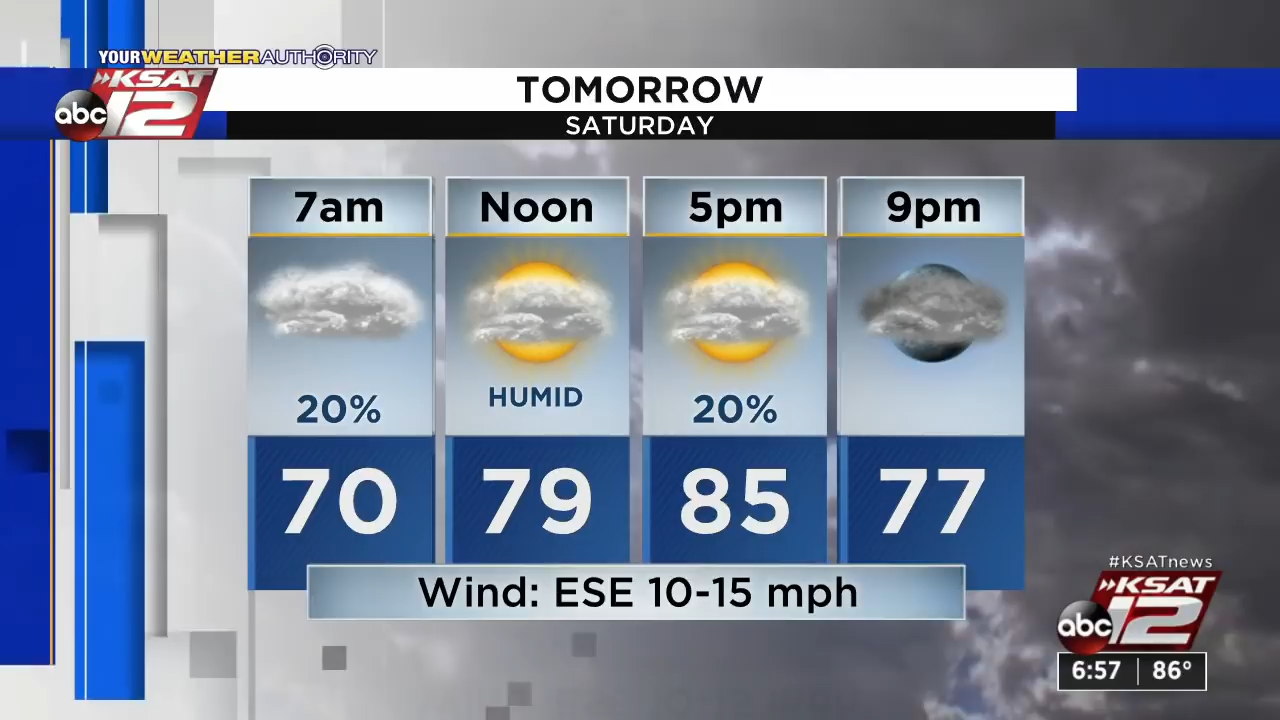 YOURWEATHERAUTHORITY
KSAT
abc 12
TOMORROW
SATURDAY
7am
Noon
5pm
9pm
20%
HUMID
20%
70
79
85
77
Wind: ESE 10-15 mph
#KSATnews
KSAT
abc 12
6:57 86°